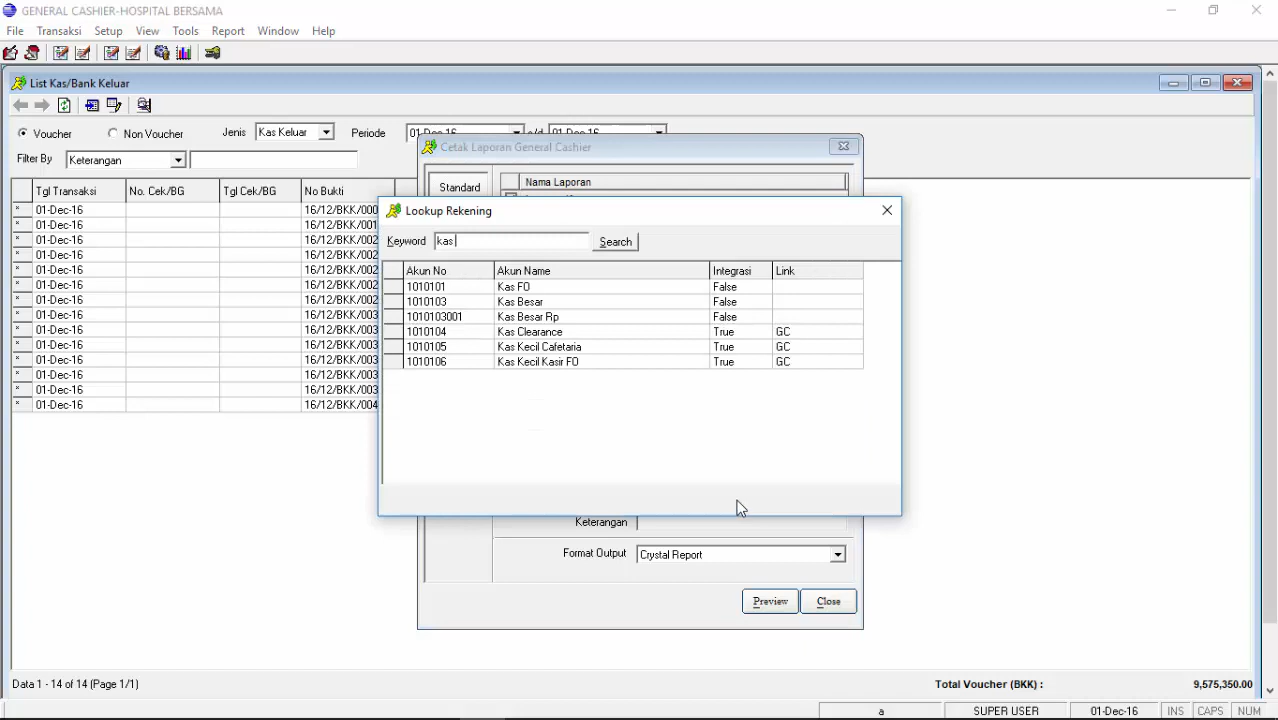 GENERAL CASHIER-HOSPITAL BERSAMA
File Transaksi Setup View Tools Report Window Help
List Kas/Bank Keluar
Voucher Non Voucher Jenis Kas Keluar Periode 01-Dec-16 s/d 01-Dec-16
Filter By Keterangan
Tgl Transaksi No. Cek/BG Tgl Cek/BG No Bukti
* 01-Dec-16 16/12/BKK/000
* 01-Dec-16 16/12/BKK/001
* 01-Dec-16 16/12/BKK/002
* 01-Dec-16 16/12/BKK/002
* 01-Dec-16 16/12/BKK/002
* 01-Dec-16 16/12/BKK/002
* 01-Dec-16 16/12/BKK/002
* 01-Dec-16 16/12/BKK/003
* 01-Dec-16 16/12/BKK/003
* 01-Dec-16 16/12/BKK/003
* 01-Dec-16 16/12/BKK/003
* 01-Dec-16 16/12/BKK/003
* 01-Dec-16 16/12/BKK/003
* 01-Dec-16 16/12/BKK/004
Cetak Laporan General Cashier
Standard Nama Laporan
Lookup Rekening
Keyword kas Search
Akun No Akun Name Integrasi Link
1010101 Kas FO False
1010103 Kas Besar False
1010103001 Kas Besar Rp False
1010104 Kas Clearance True GC
1010105 Kas Kecil Cafetaria True GC
1010106 Kas Kecil Kasir FO True GC
Keterangan
Format Output Crystal Report
Preview Close
Data 1 - 14 of 14 (Page 1/1) Total Voucher (BKK) : 9,575,350.00
a SUPER USER 01-Dec-16 INS CAPS NUM